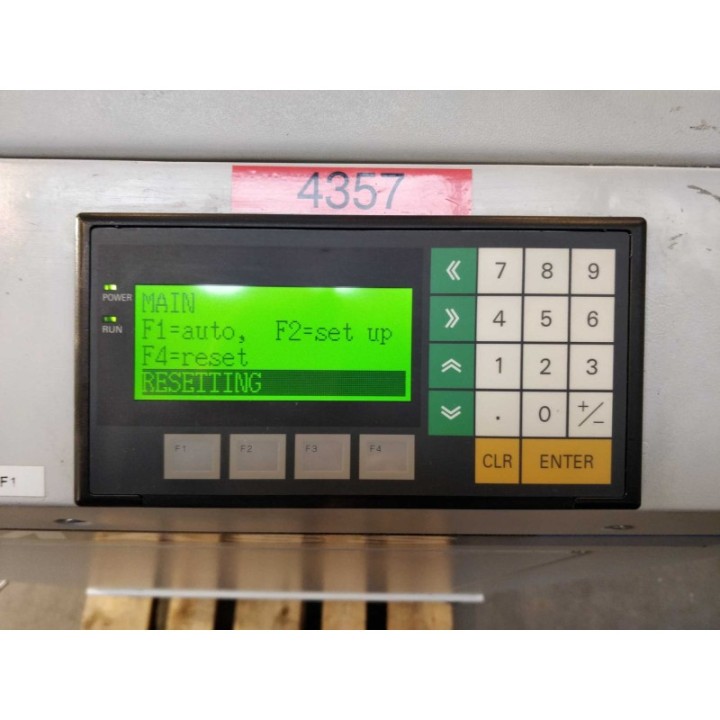 4357
POWER
RUN
MAIN
F1=auto, F2=set up
F4=reset
RESETTING
F1 F2 F3 F4
« 7 8 9
» 4 5 6
1 2 3
. 0 +/-
CLR ENTER
F1